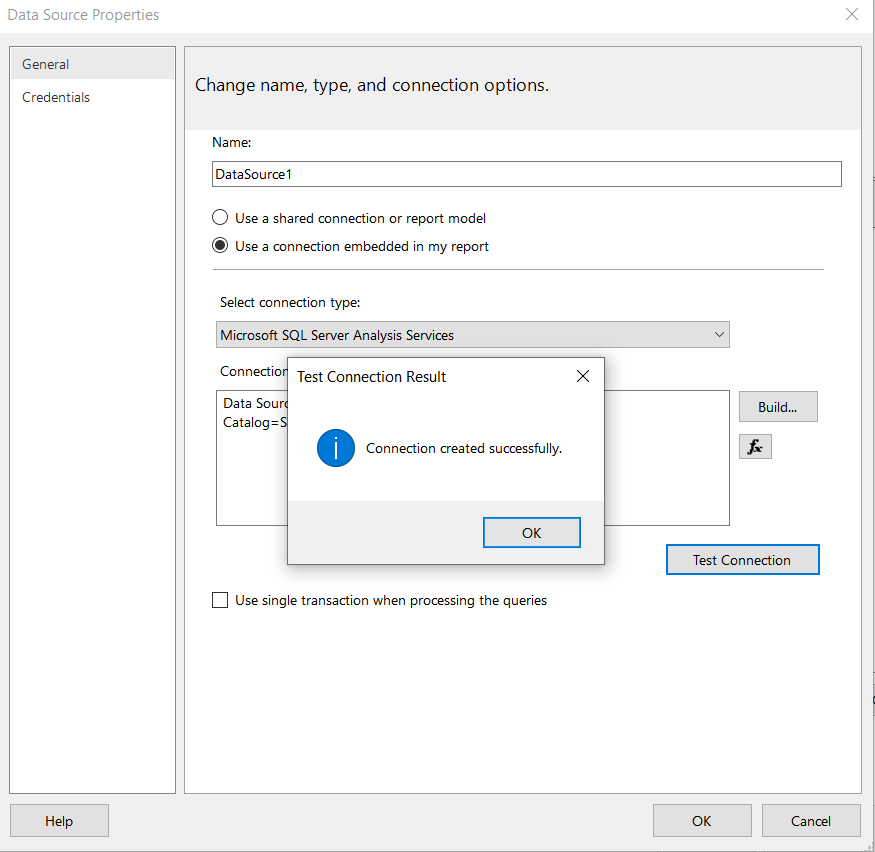 Data Source Properties
General
Credentials
Change name, type, and connection options.
Name:
DataSource1
Use a shared connection or report model
Use a connection embedded in my report
Select connection type:
Microsoft SQL Server Analysis Services
Connection
Data Sourc
Catalog=S
Build...
fx
Test Connection Result
Connection created successfully.
OK
Test Connection
Use single transaction when processing the queries
Help
OK
Cancel